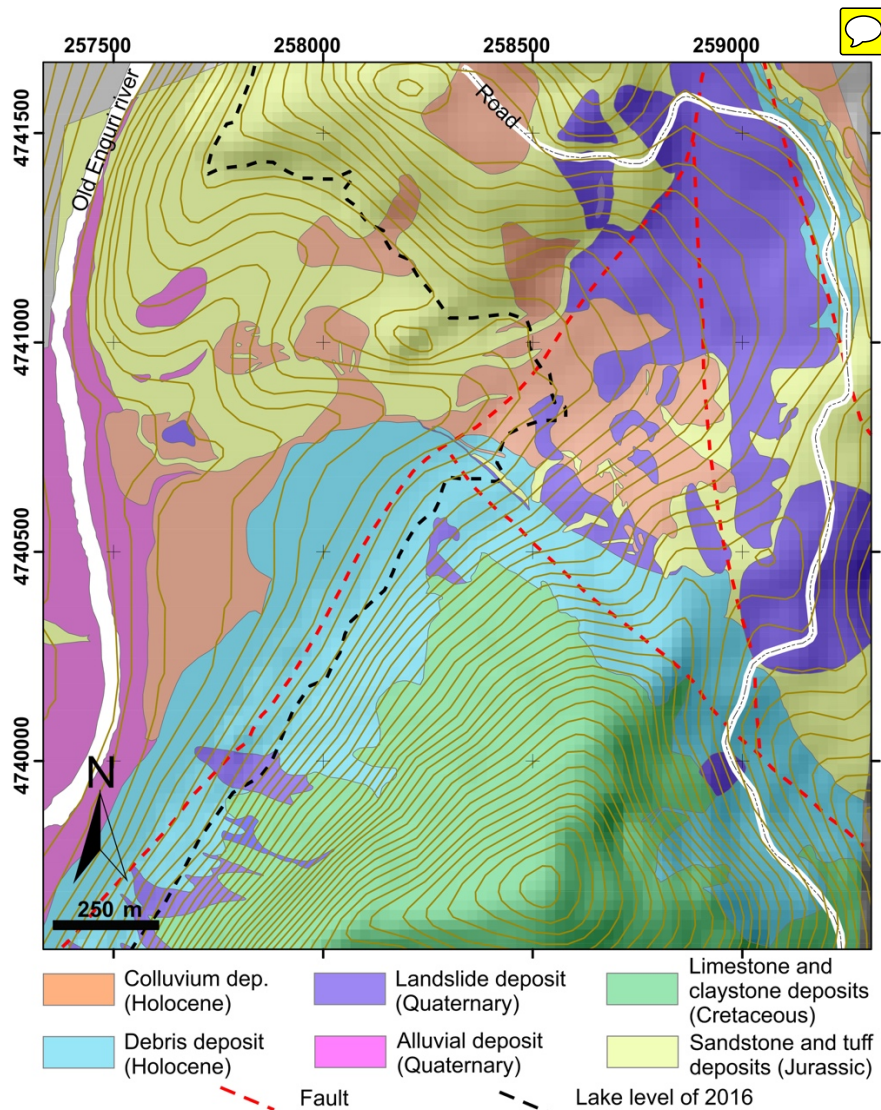 257500 258000 258500 259000
4741500
4741000
4740500
4740000
Old Enguri river
Road
N
250 m
Colluvium dep.
(Holocene)
Landslide deposit
(Quaternary)
Limestone and
claystone deposits
(Cretaceous)
Debris deposit
(Holocene)
Alluvial deposit
(Quaternary)
Sandstone and tuff
deposits (Jurassic)
Fault
Lake level of 2016